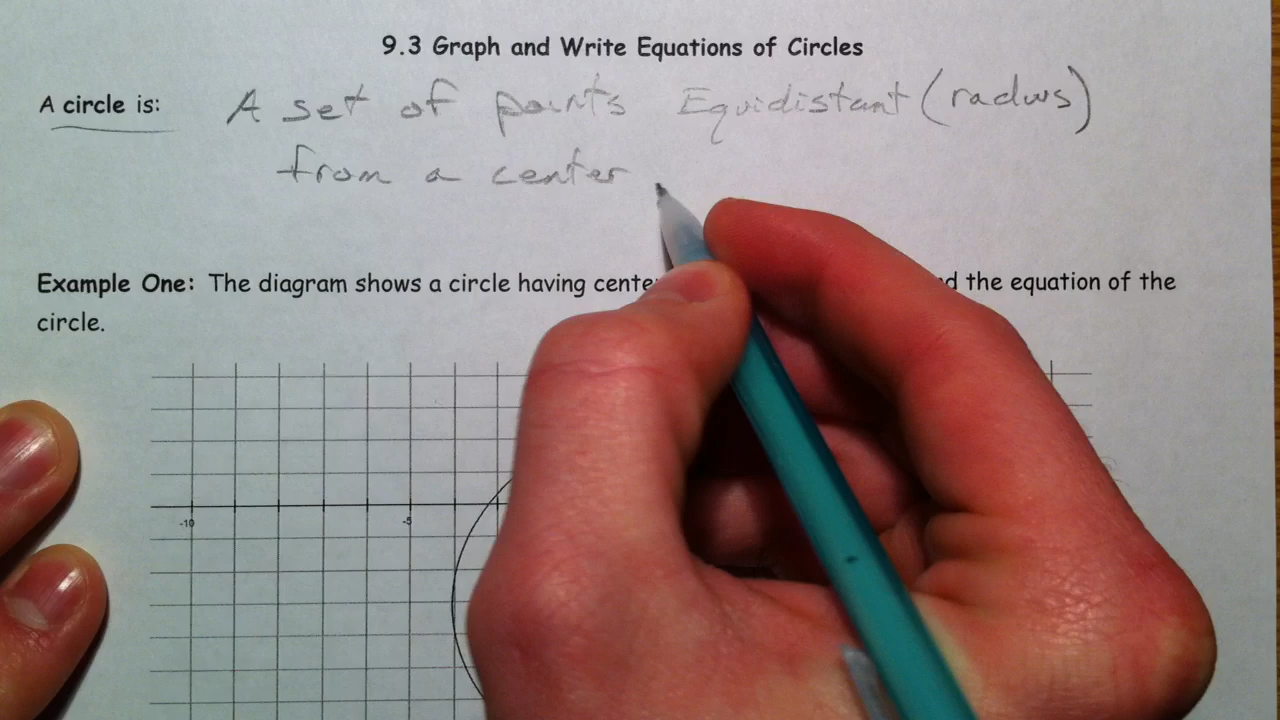 9.3 Graph and Write Equations of Circles
A circle is: A set of points Equidistant (radius)
from a center
Example One: The diagram shows a circle having the equation of the
circle.
-10 -5